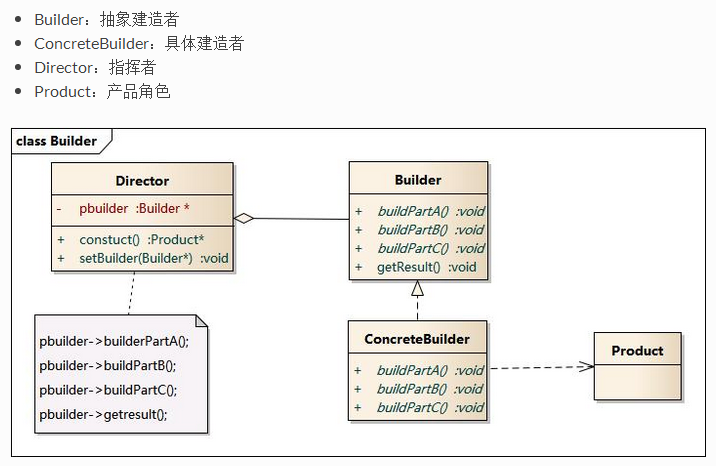 Builder：抽象建造者
ConcreteBuilder：具体建造者
Director：指挥者
Product：产品角色
class Builder
Director
- pbuilder :Builder *
+ constuct() :Product*
+ setBuilder(Builder*) :void
Builder
+ buildPartA() :void
+ buildPartB() :void
+ buildPartC() :void
+ getResult() :void
pbuilder->builderPartA();
pbuilder->buildPartB();
pbuilder->buildPartC();
pbuilder->getresult();
ConcreteBuilder
+ buildPartA() :void
+ buildPartB() :void
+ buildPartC() :void
Product